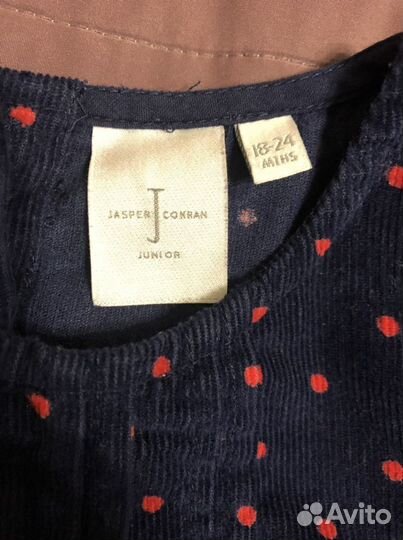 18-24
MTHS
J
JASPER CONRAN
JUNIOR
Avito